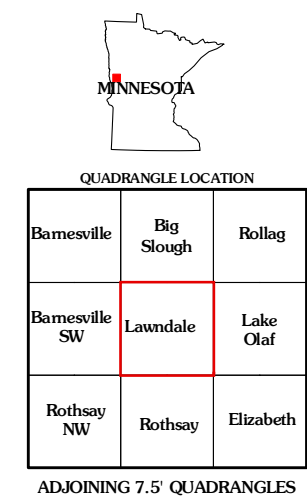 MINNESOTA
QUADRANGLE LOCATION
Barnesville
Big
Slough
Rollag
Barnesville
SW
Lawndale
Lake
Olaf
Rothsay
NW
Rothsay
Elizabeth
ADJOINING 7.5' QUADRANGLES